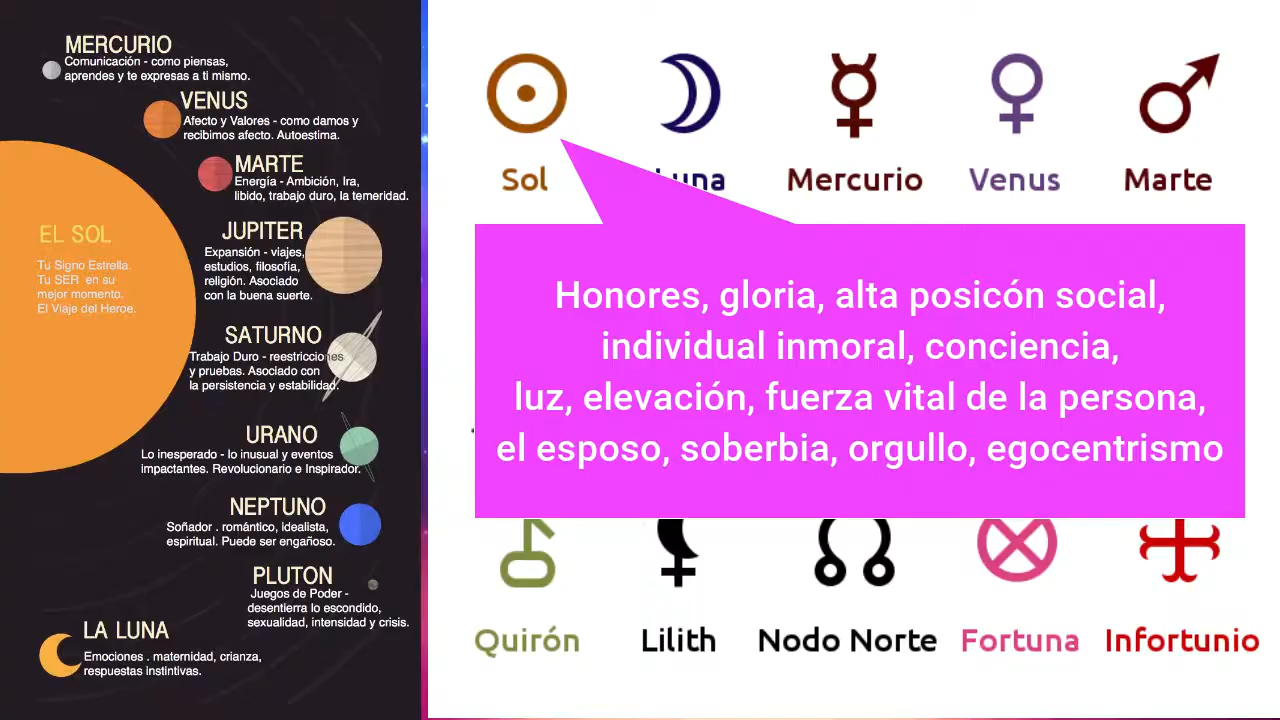 MERCURIO
Comunicación - como piensas,
aprendes y te expresas a ti mismo.
VENUS
Afecto y Valores - como damos y
recibimos afecto. Autoestima.
MARTE
Energía - Ambición, Ira,
libido, trabajo duro, la temeridad.
EL SOL
Tu Signo Estrella.
Tu SER en su
mejor momento.
El Viaje del Heroe.
JUPITER
Expansión - viajes,
estudios, filosofía,
religión. Asociado
con la buena suerte.
SATURNO
Trabajo Duro - reestricciones
y pruebas. Asociado con
la persistencia y estabilidad.
URANO
Lo inesperado - lo inusual y eventos
impactantes. Revolucionario e Inspirador.
NEPTUNO
Soñador . romántico, idealista,
espiritual. Puede ser engañoso.
PLUTON
Juegos de Poder -
desentierra lo escondido,
sexualidad, intensidad y crisis.
LA LUNA
Emociones . maternidad, crianza,
respuestas instintivas.
Sol Luna Mercurio Venus Marte
Honores, gloria, alta posicón social,
individual inmoral, conciencia,
luz, elevación, fuerza vital de la persona,
el esposo, soberbia, orgullo, egocentrismo
Quirón Lilith Nodo Norte Fortuna Infortunio